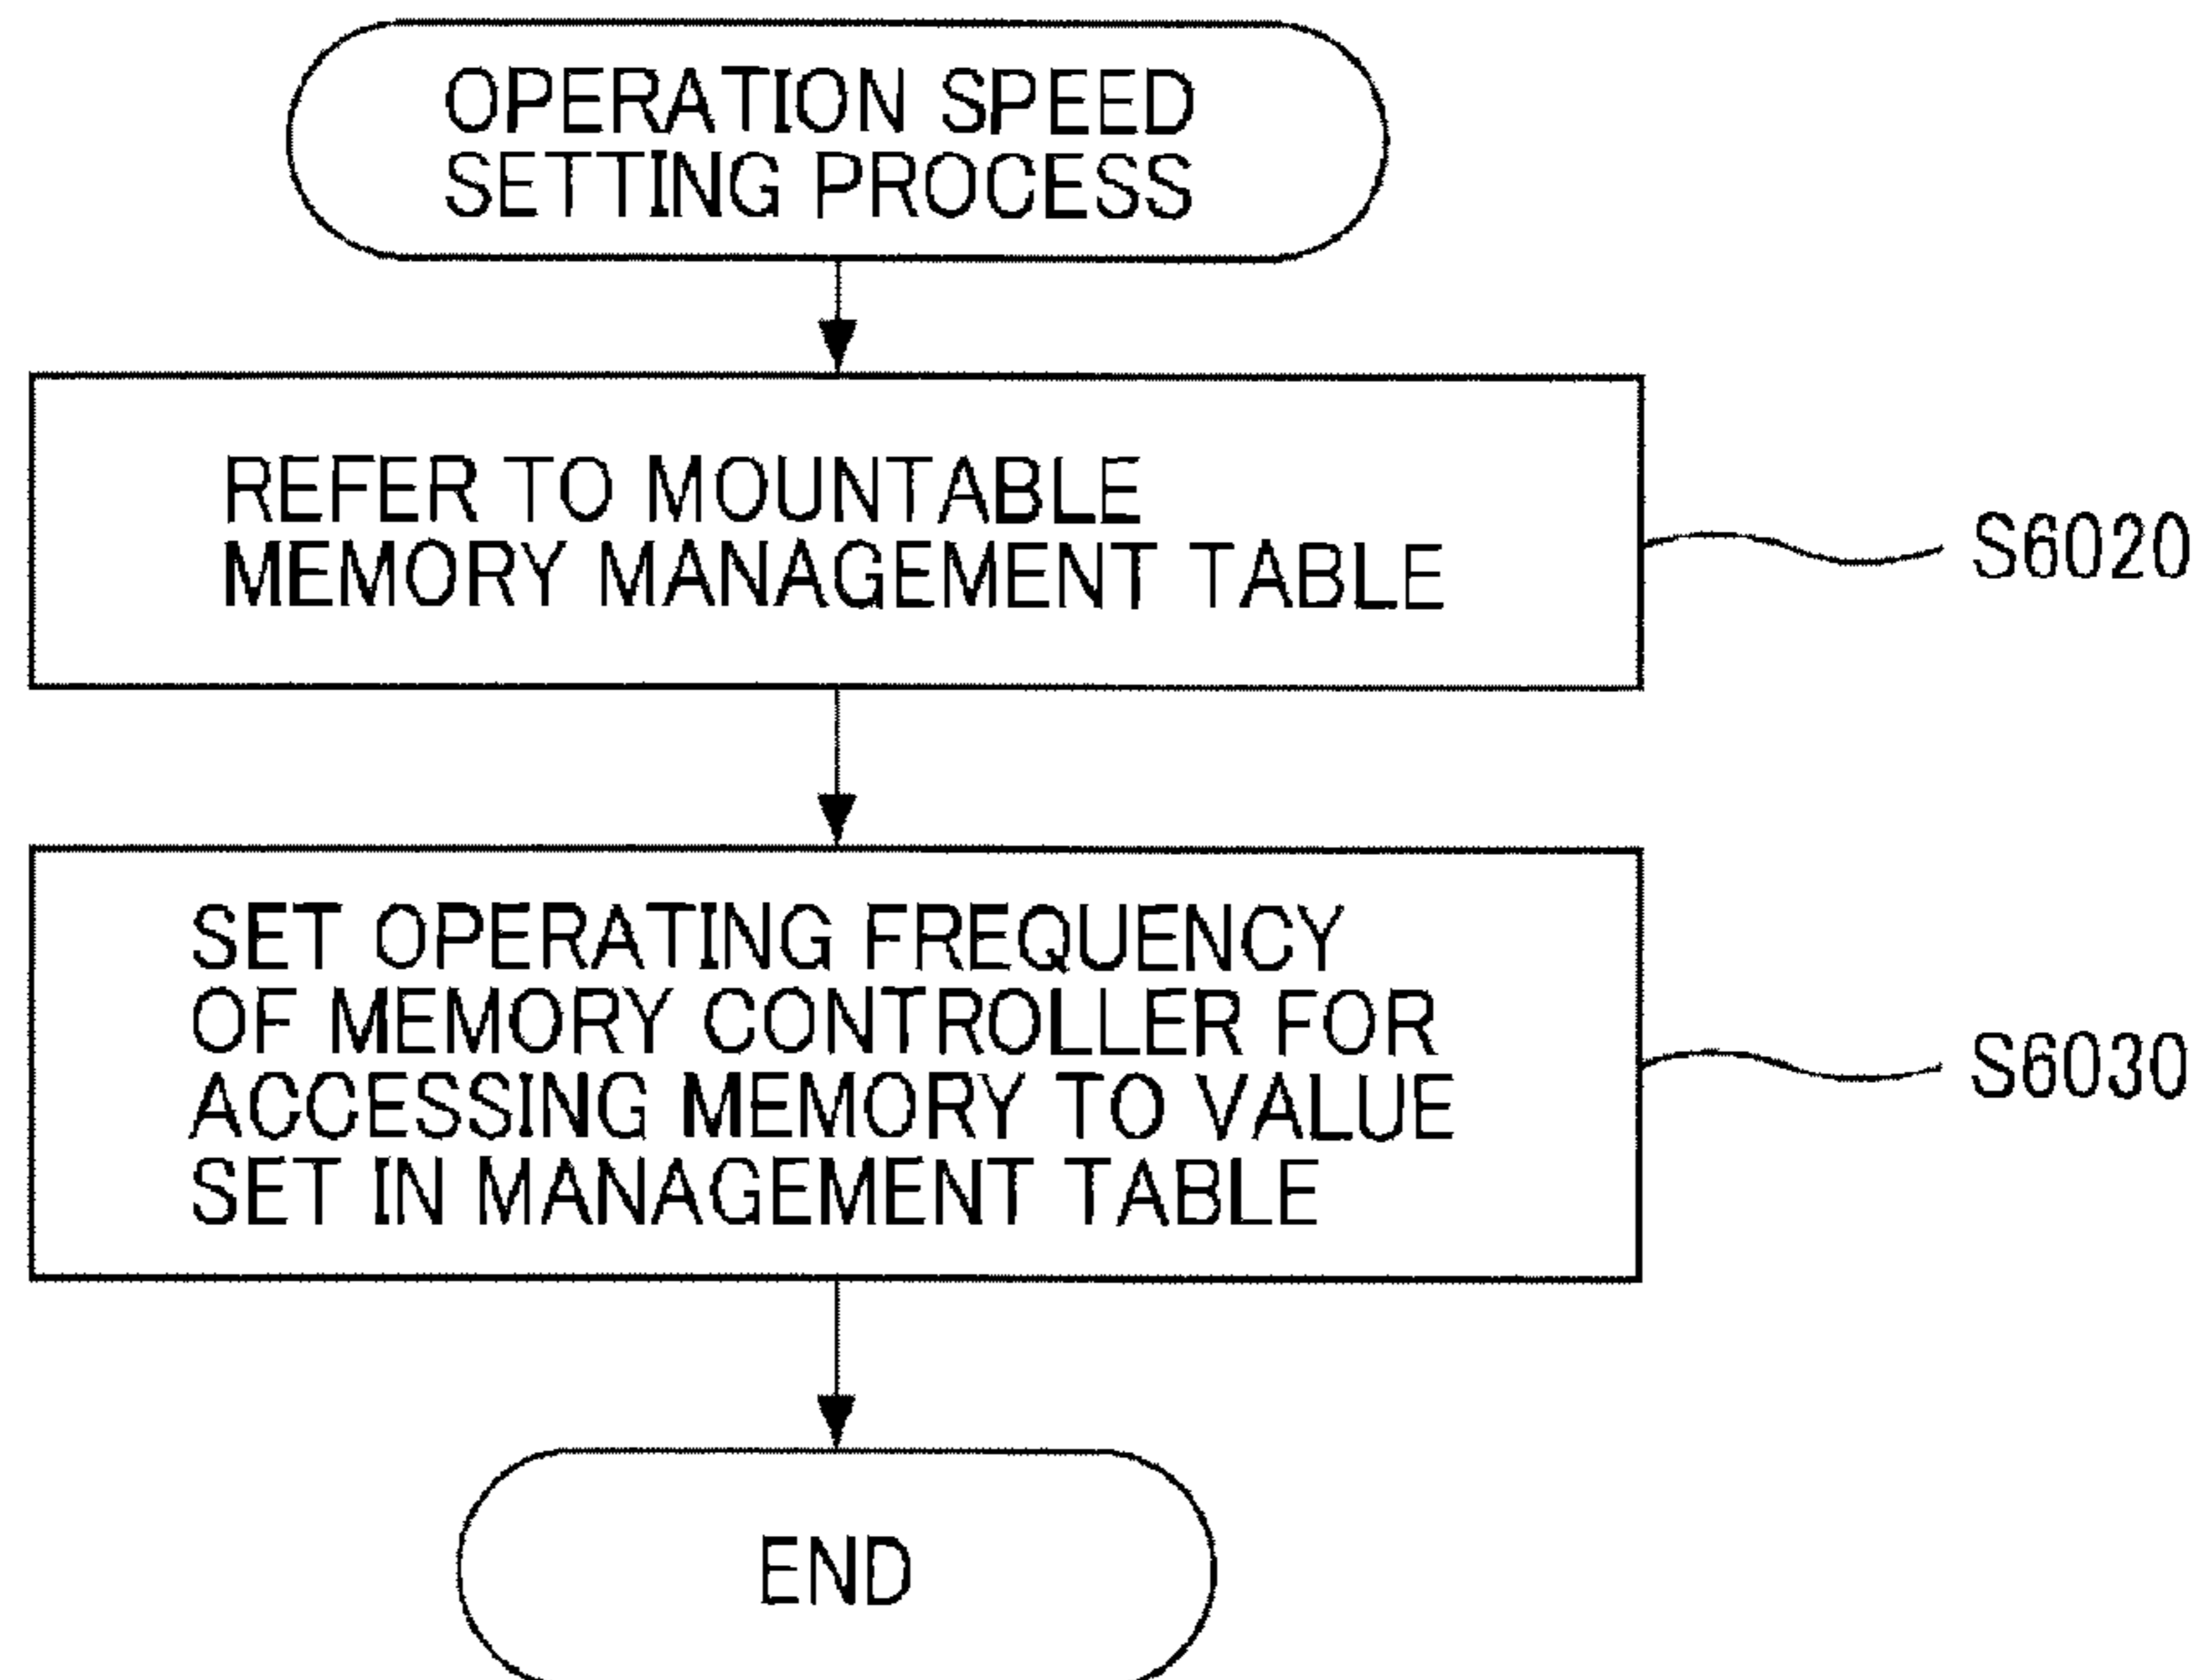 OPERATION SPEED
SETTING PROCESS
REFER TO MOUNTABLE
MEMORY MANAGEMENT TABLE
S6020
SET OPERATING FREQUENCY
OF MEMORY CONTROLLER FOR
ACCESSING MEMORY TO VALUE
SET IN MANAGEMENT TABLE
S6030
END